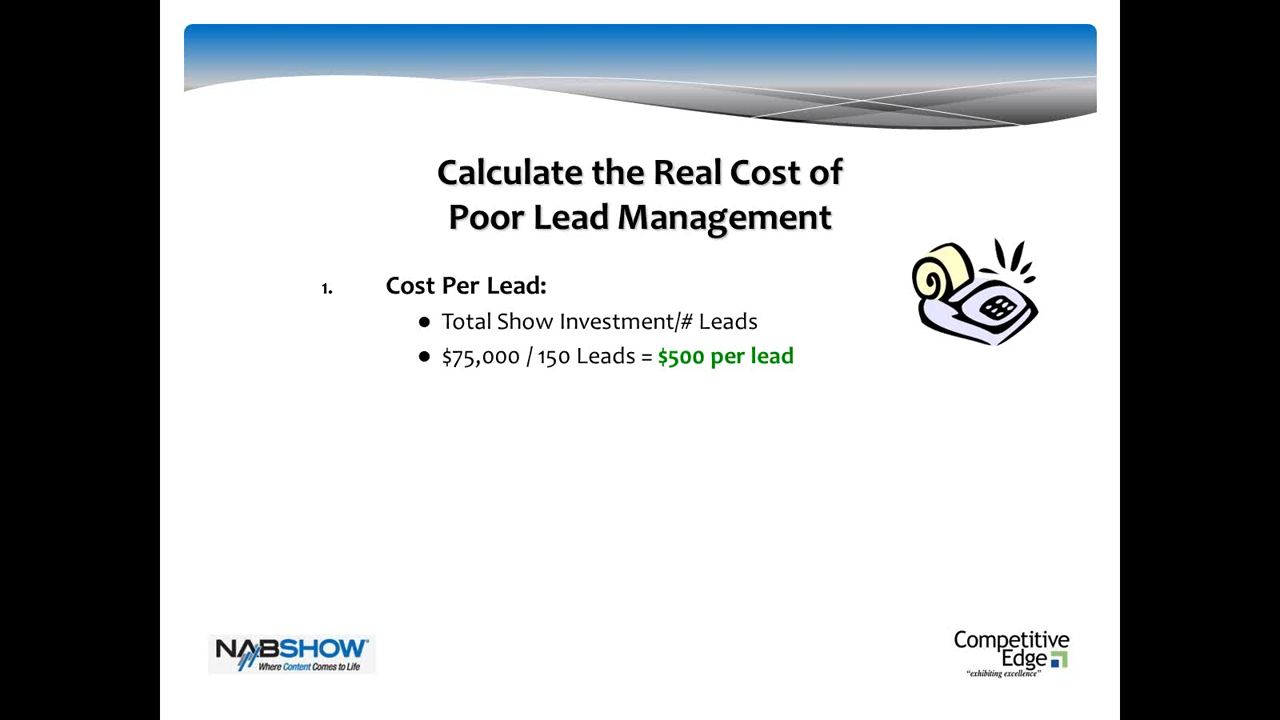 Calculate the Real Cost of
Poor Lead Management
1. Cost Per Lead:
● Total Show Investment/# Leads
● $75,000 / 150 Leads = $500 per lead
NABSHOW®
Where Content Comes to Life
Competitive
Edge
"exhibiting excellence"